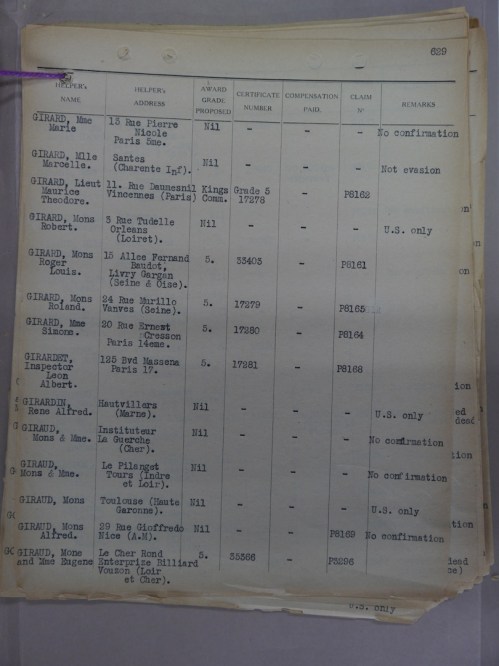 629
HELPER's NAME HELPER's ADDRESS AWARD GRADE PROPOSED CERTIFICATE NUMBER COMPENSATION PAID. CLAIM Nº REMARKS
GIRARD, Mme 13 Rue Pierre Nil - - -
Marie Nicole No confirmation
Paris 5me.
GIRARD, Mlle Santes Nil - - -
Marcelle. (Charente Inf). Not evasion
GIRARD, Lieut 11. Rue Daumesnil Kings Grade 5 -
Maurice Vincennes (Paris) Comm. 17278 P8162
Theodore.
GIRARD, Mons 3 Rue Tudelle Nil - - -
Robert. Orleans U.S. only
(Loiret).
GIRARD, Mons 15 Allee Fernand 5. 33403 -
Roger Baudot, P8161
Louis. Livry Gargan
(Seine & Oise).
GIRARD, Mons 24 Rue Murillo 5. 17279 -
Roland. Vanves (Seine). P8165
GIRARD, Mme 20 Rue Ernest 5. 17280 -
Simone. Cresson P8164
Paris 14eme.
GIRARDET, 125 Bvd Massena 5. 17281 -
Inspector Paris 17. P8168
Leon
Albert.
GIRARDIN, Hautvillers Nil - - -
Rene Alfred. (Marne). U.S. only
GIRAUD, Instituteur Nil - - -
Mons & Mme. La Guerche No confirmation
(Cher).
GIRAUD, Le Pilanget Nil - - -
Mons & Mme. Tours (Indre No confirmation
et Loir).
GIRAUD, Mons Toulouse (Haute Nil - - -
Garonne). U.S. only
GIRAUD, Mons 29 Rue Gioffredo Nil - -
Alfred. Nice (A.M). P8169 No confirmation
GIRAUD, Mons Le Cher Rond 5. 35366 -
and Mme Eugene Enterprize Billiard P3296
Vouzon (Loir
et Cher).
U.S. only